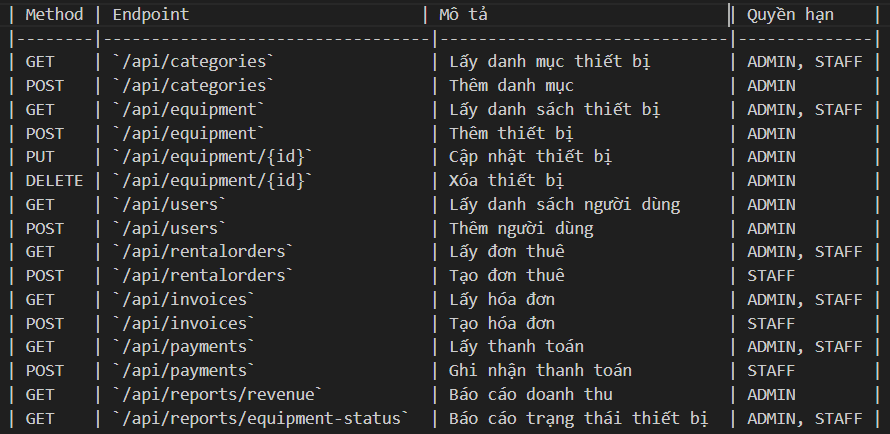 | Method | Endpoint                         | Mô tả                       | Quyền hạn    |
|--------|----------------------------------|------------------------------|--------------|
| GET    | `/api/categories`                | Lấy danh mục thiết bị        | ADMIN, STAFF |
| POST   | `/api/categories`                | Thêm danh mục                | ADMIN        |
| GET    | `/api/equipment`                 | Lấy danh sách thiết bị       | ADMIN, STAFF |
| POST   | `/api/equipment`                 | Thêm thiết bị                | ADMIN        |
| PUT    | `/api/equipment/{id}`            | Cập nhật thiết bị            | ADMIN        |
| DELETE | `/api/equipment/{id}`            | Xóa thiết bị                 | ADMIN        |
| GET    | `/api/users`                     | Lấy danh sách người dùng     | ADMIN        |
| POST   | `/api/users`                     | Thêm người dùng              | ADMIN        |
| GET    | `/api/rentalorders`              | Lấy đơn thuê                 | ADMIN, STAFF |
| POST   | `/api/rentalorders`              | Tạo đơn thuê                 | STAFF        |
| GET    | `/api/invoices`                  | Lấy hóa đơn                  | ADMIN, STAFF |
| POST   | `/api/invoices`                  | Tạo hóa đơn                  | STAFF        |
| GET    | `/api/payments`                  | Lấy thanh toán               | ADMIN, STAFF |
| POST   | `/api/payments`                  | Ghi nhận thanh toán          | STAFF        |
| GET    | `/api/reports/revenue`           | Báo cáo doanh thu            | ADMIN        |
| GET    | `/api/reports/equipment-status`  | Báo cáo trạng thái thiết bị  | ADMIN, STAFF |